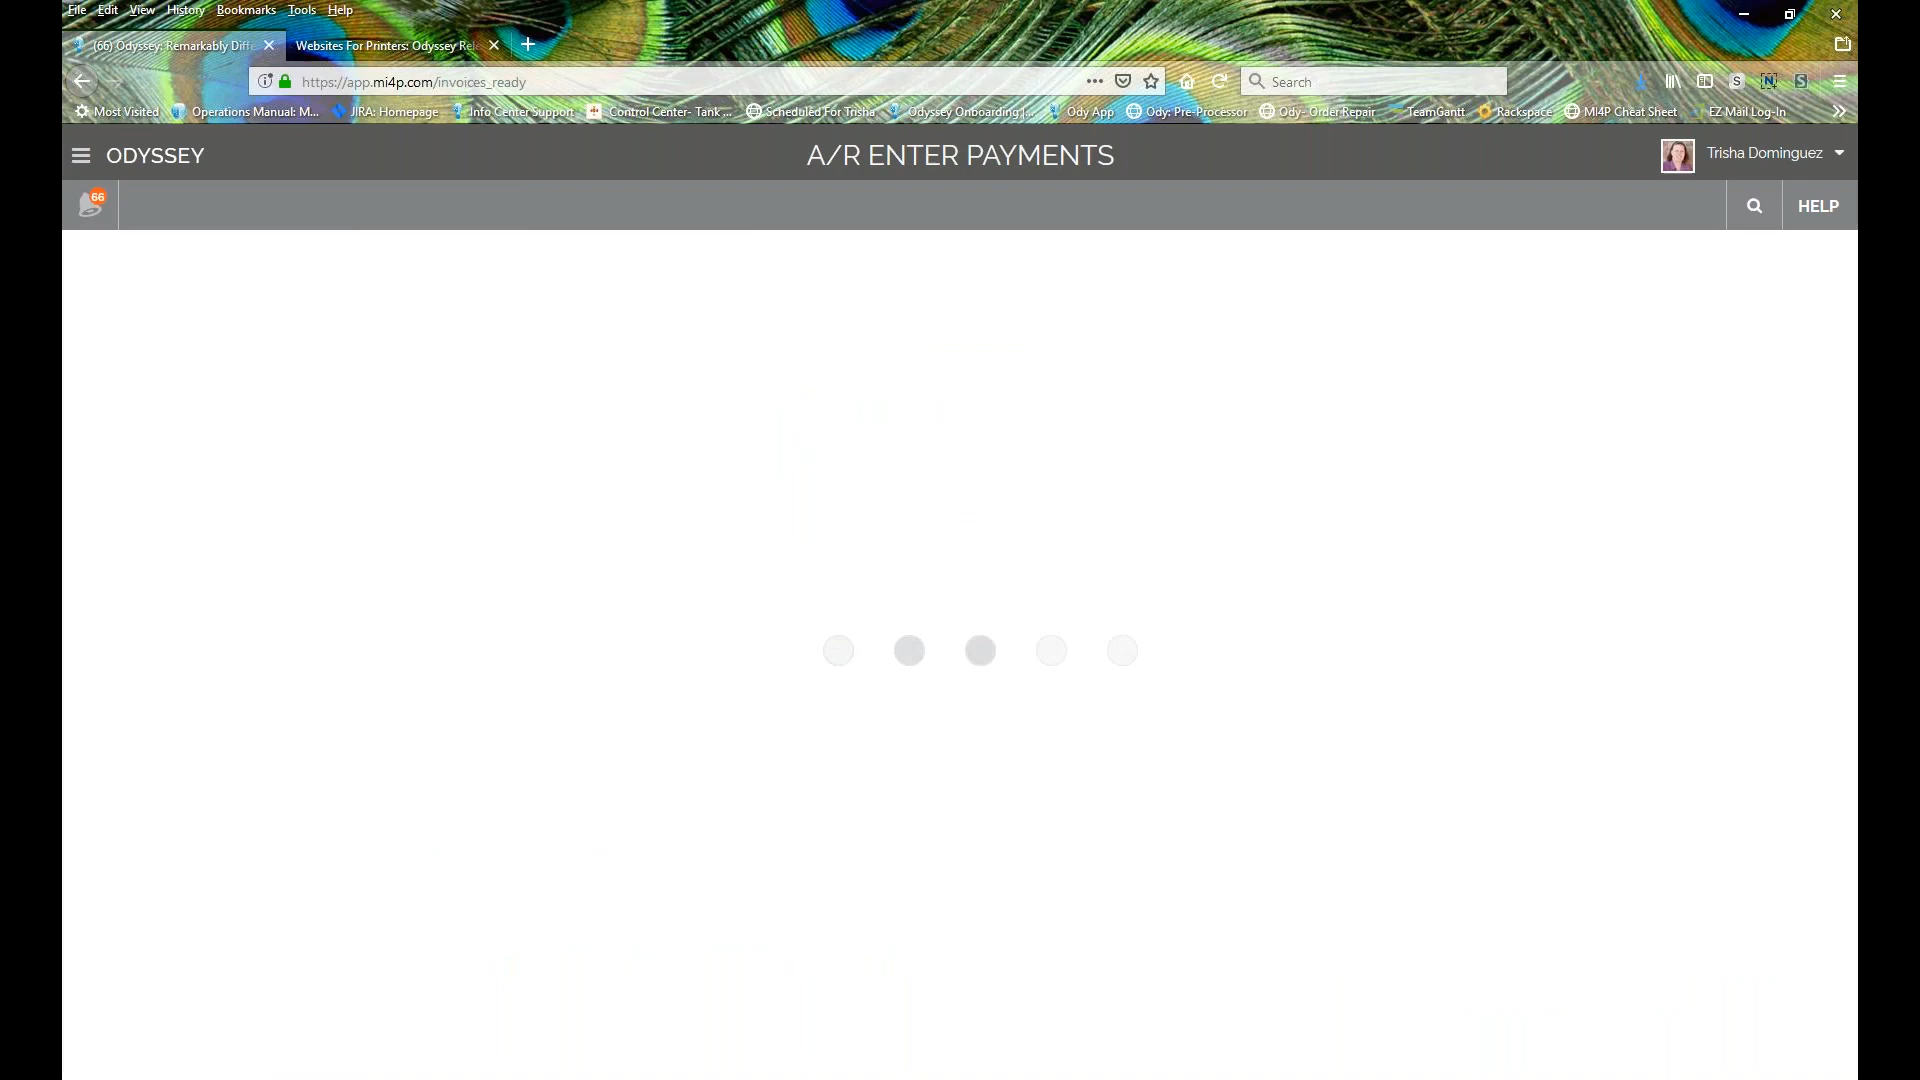 File Edit View History Bookmarks Tools Help
(66) Odyssey: Remarkably Diffe
Websites For Printers: Odyssey Rel
https://app.mi4p.com/invoices_ready
Search
Most Visited Operations Manual: M... JIRA: Homepage Info Center Support Control Center- Tank ... Scheduled For Trisha Odyssey Onboarding |... Ody App Ody: Pre-Processor Ody- Order Repair TeamGantt Rackspace MI4P Cheat Sheet EZ Mail Log-In
ODYSSEY
A/R ENTER PAYMENTS
Trisha Dominguez
66
HELP